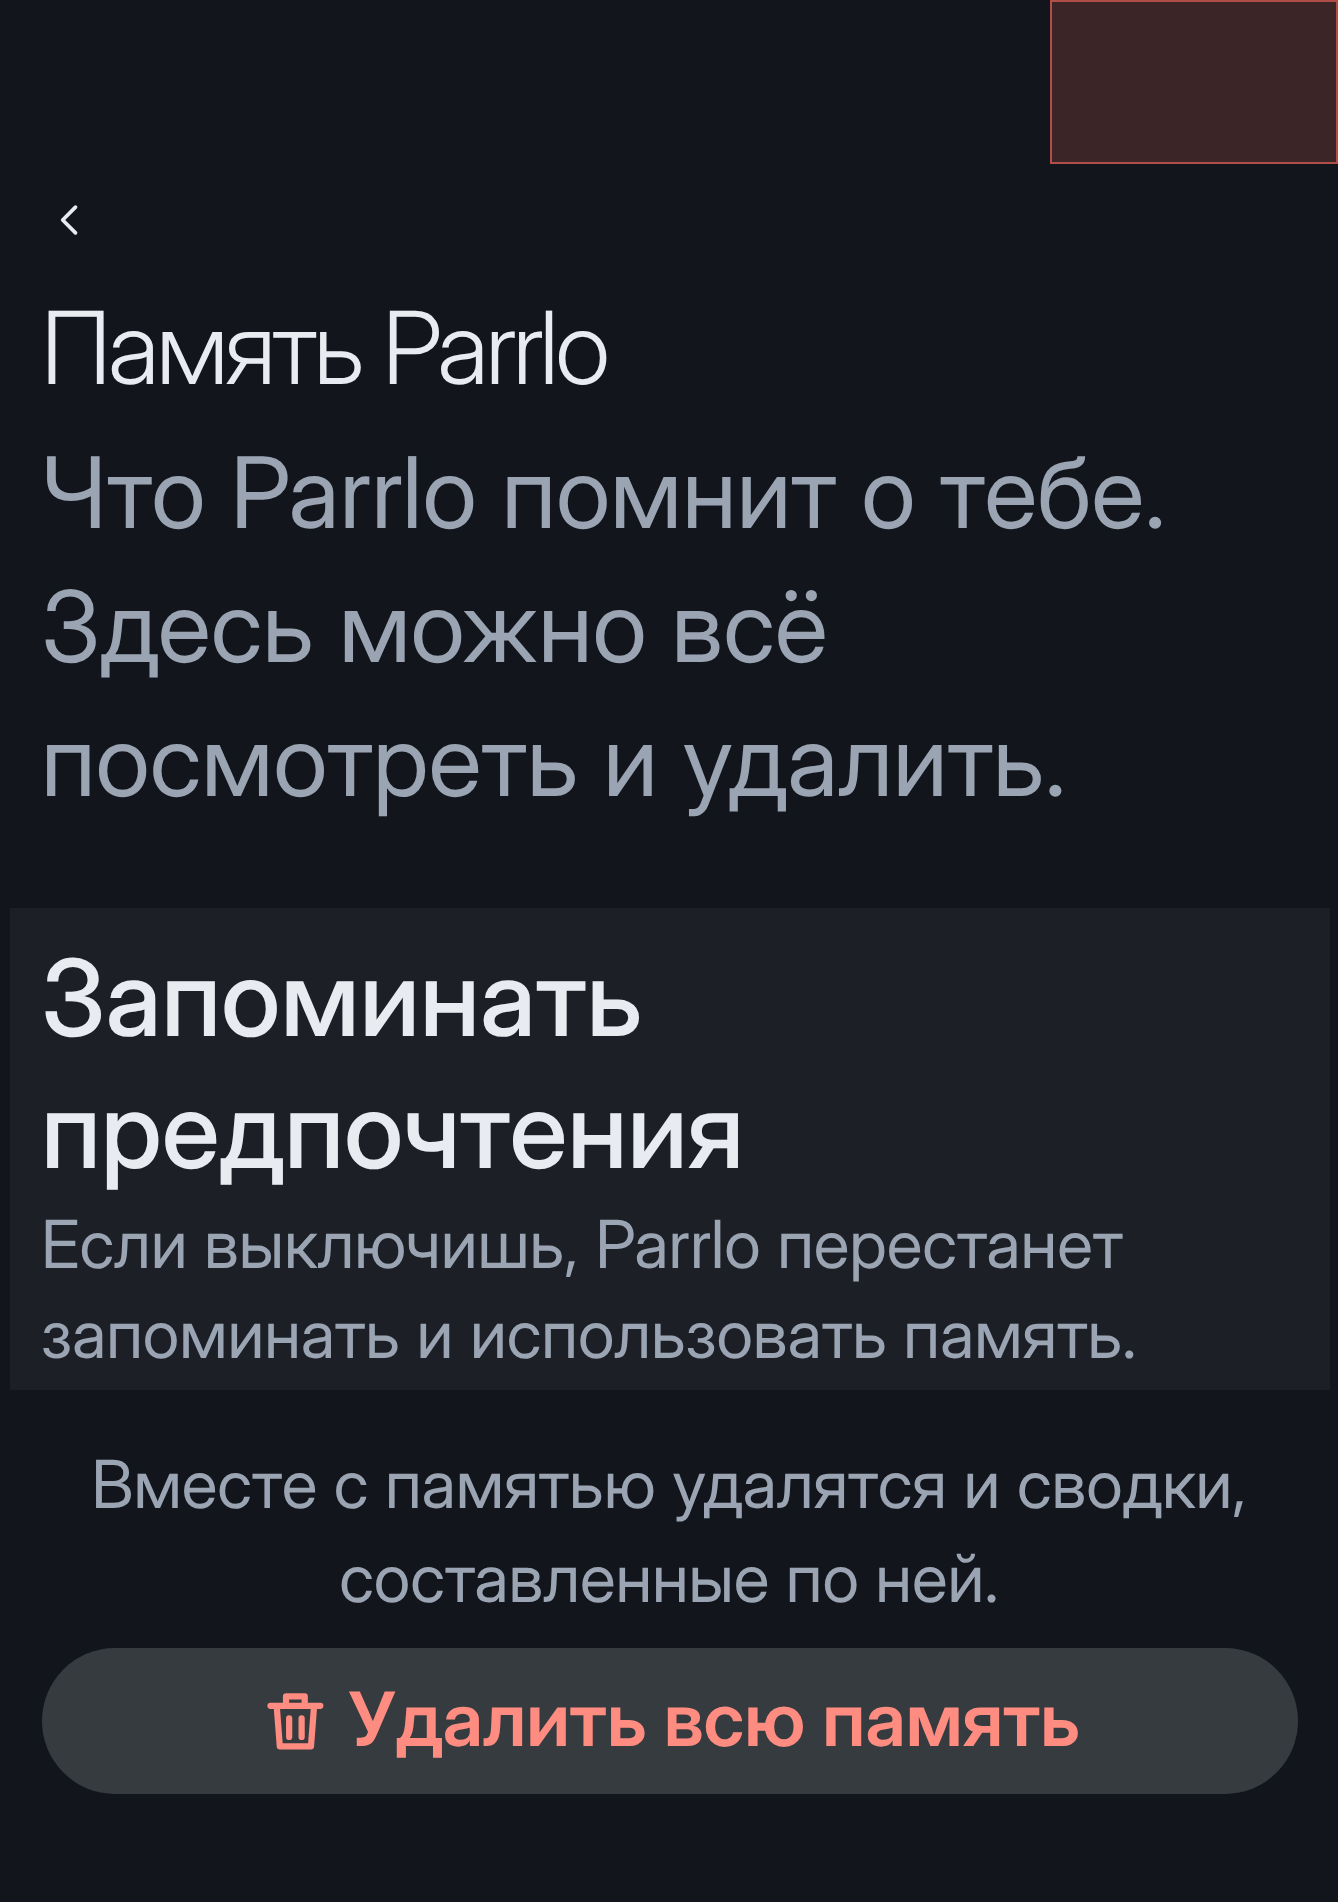 Память Parrlo
Что Parrlo помнит о тебе.
Здесь можно всё
посмотреть и удалить.
Запоминать
предпочтения
Если выключишь, Parrlo перестанет
запоминать и использовать память.
Вместе с памятью удалятся и сводки,
составленные по ней.
Удалить всю память